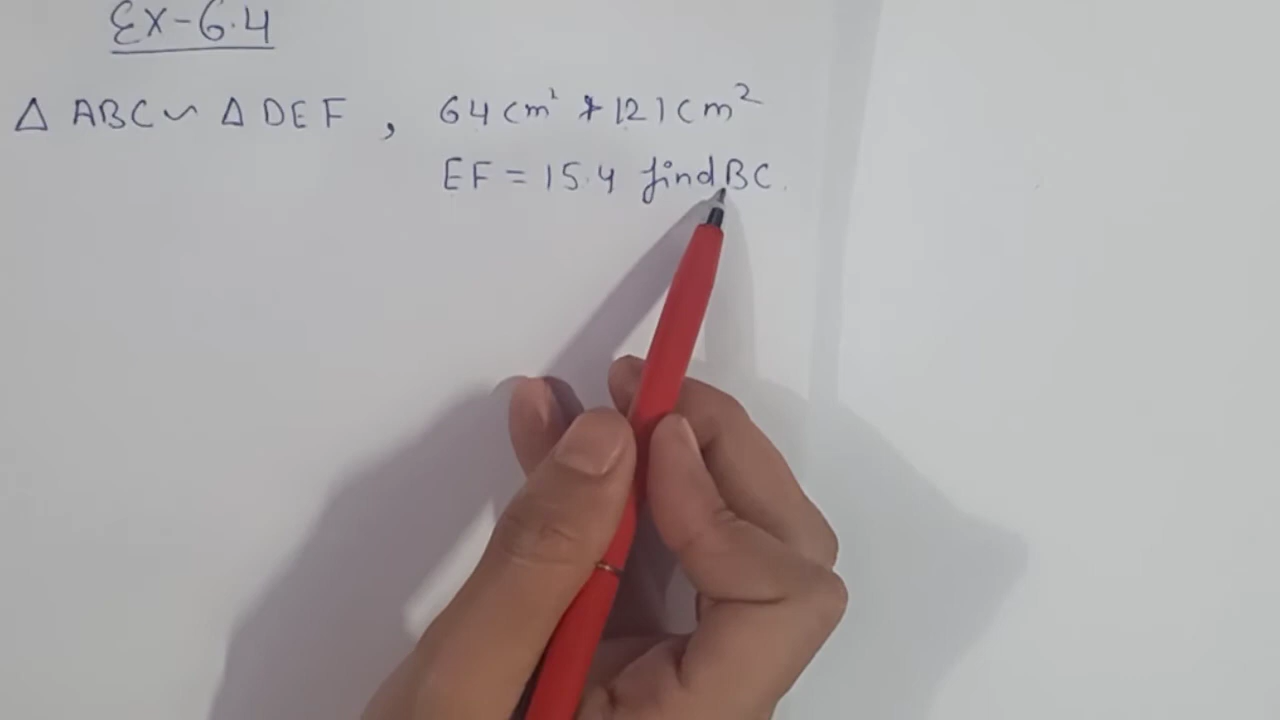 Ex-6.4
△ ABC ~ △ DEF , 64 cm² & 121 cm²
EF = 15.4 find BC.